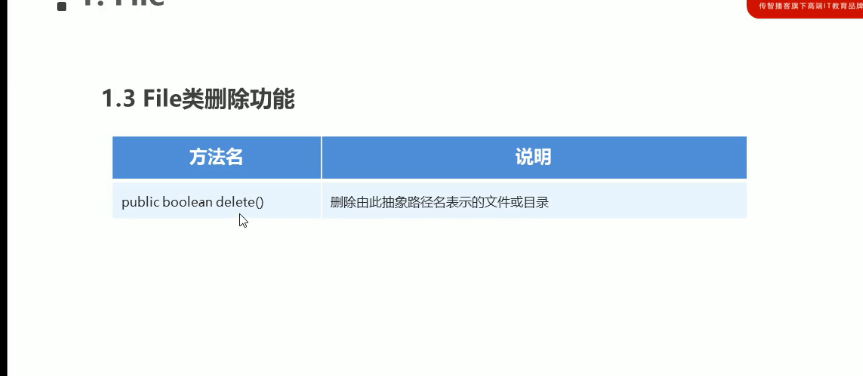 1. File
传智播客旗下高端IT教育品牌
1.3 File类删除功能
方法名 说明
public boolean delete() 删除由此抽象路径名表示的文件或目录